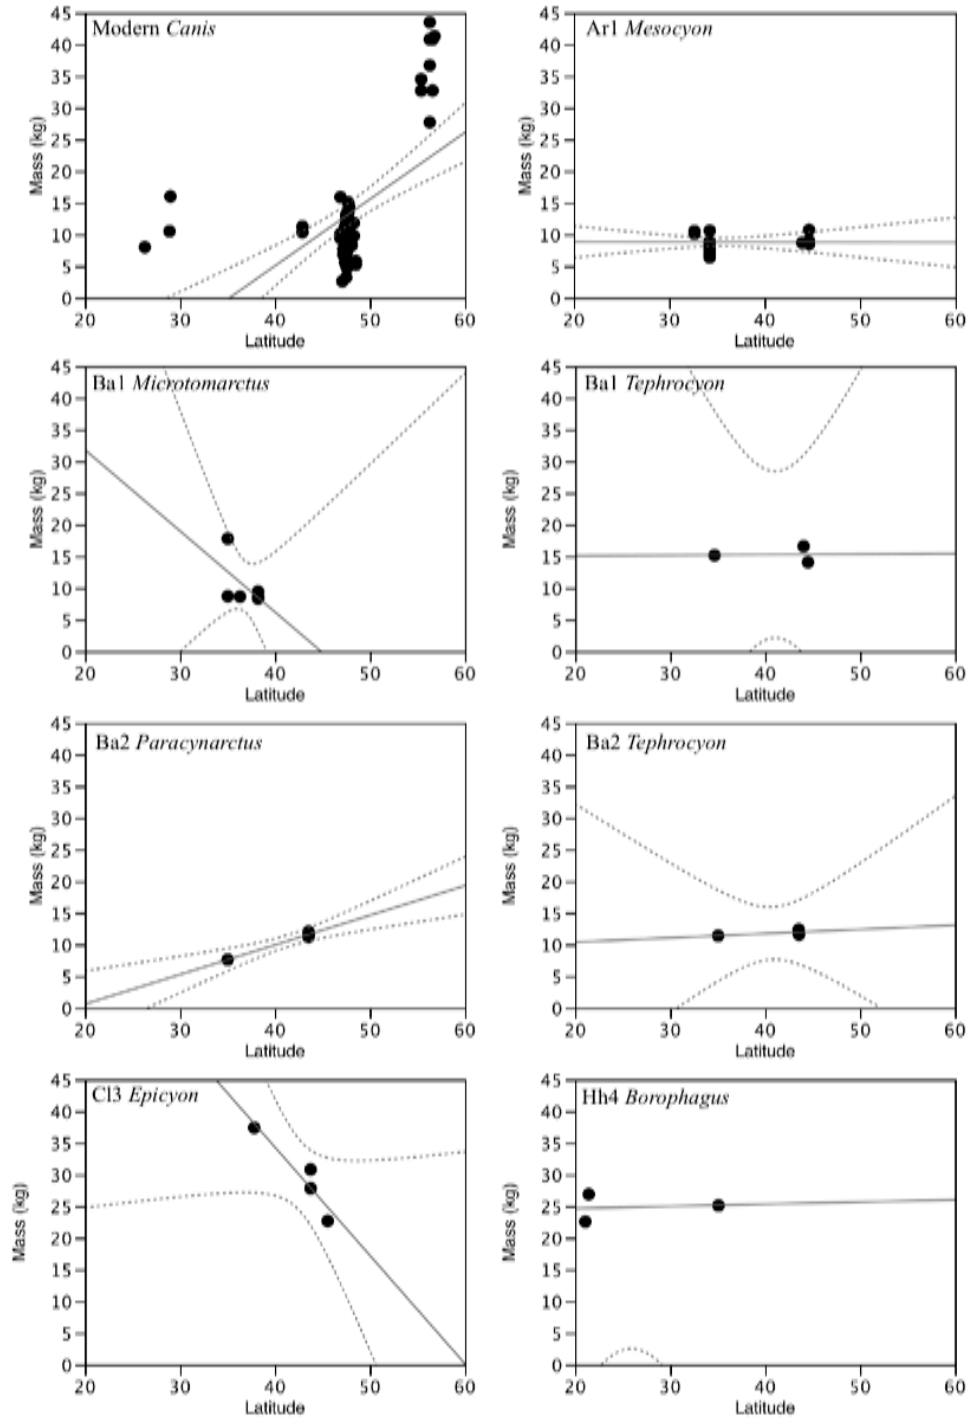 Modern Canis
45
40
35
30
25
20
15
10
5
0
Mass (kg)
20 30 40 50 60
Latitude
Ar1 Mesocyon
45
40
35
30
25
20
15
10
5
0
Mass (kg)
20 30 40 50 60
Latitude
Ba1 Microtomarctus
45
40
35
30
25
20
15
10
5
0
Mass (kg)
20 30 40 50 60
Latitude
Ba1 Tephrocyon
45
40
35
30
25
20
15
10
5
0
Mass (kg)
20 30 40 50 60
Latitude
Ba2 Paracynarctus
45
40
35
30
25
20
15
10
5
0
Mass (kg)
20 30 40 50 60
Latitude
Ba2 Tephrocyon
45
40
35
30
25
20
15
10
5
0
Mass (kg)
20 30 40 50 60
Latitude
Cl3 Epicyon
45
40
35
30
25
20
15
10
5
0
Mass (kg)
20 30 40 50 60
Latitude
Hh4 Borophagus
45
40
35
30
25
20
15
10
5
0
Mass (kg)
20 30 40 50 60
Latitude